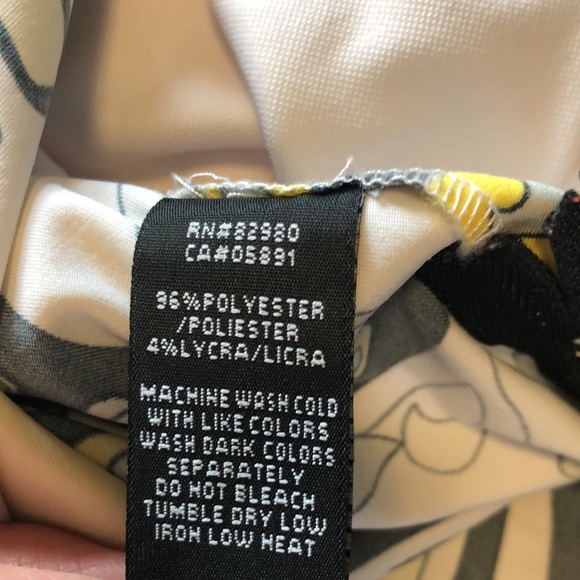 RN#82980
CA#05891
96%POLYESTER
/POLIESTER
4%LYCRA/LICRA
MACHINE WASH COLD
WITH LIKE COLORS
WASH DARK COLORS
SEPARATELY
DO NOT BLEACH
TUMBLE DRY LOW
IRON LOW HEAT